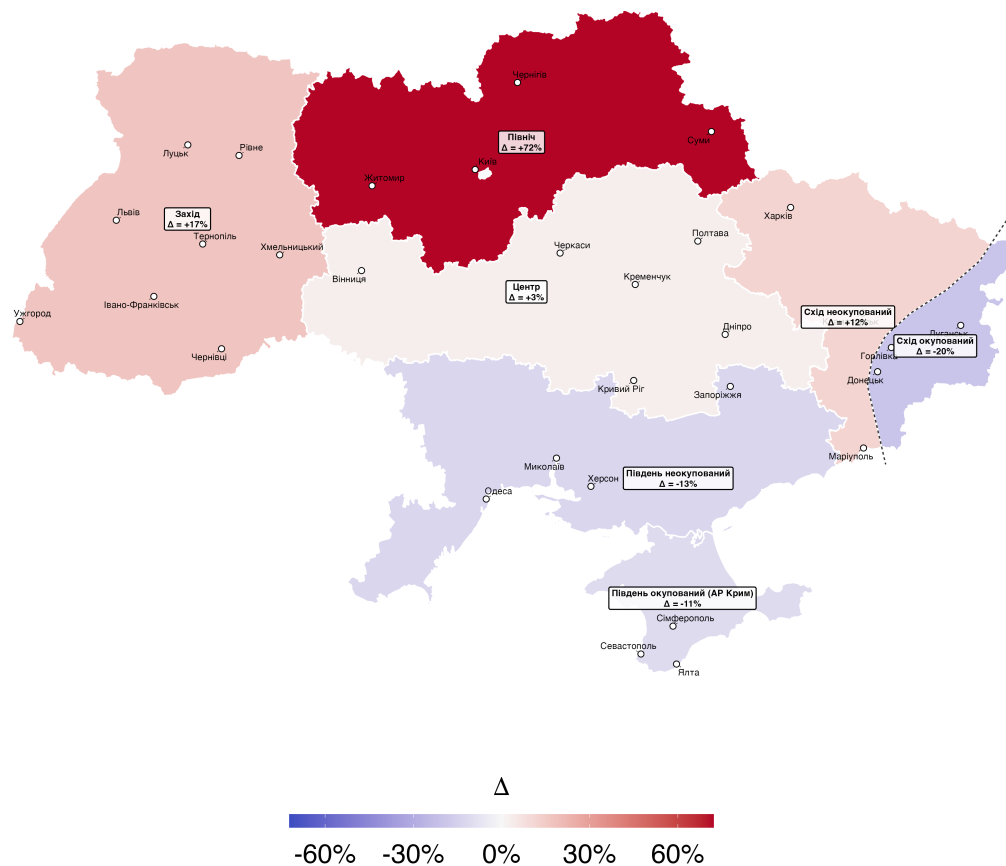 Чернігів
Суми
Північ
Δ = +72%
Київ
Житомир
Луцьк
Рівне
Львів
Захід
Δ = +17%
Тернопіль
Хмельницький
Івано-Франківськ
Ужгород
Чернівці
Харків
Полтава
Черкаси
Вінниця
Кременчук
Центр
Δ = +3%
Дніпро
Схід неокупований
Δ = +12%
Луганськ
Схід окупований
Δ = -20%
Горлівка
Донецьк
Кривий Ріг
Запоріжжя
Маріуполь
Миколаїв
Херсон
Одеса
Південь неокупований
Δ = -13%
Південь окупований (АР Крим)
Δ = -11%
Сімферополь
Севастополь
Ялта
Δ
-60% -30% 0% 30% 60%